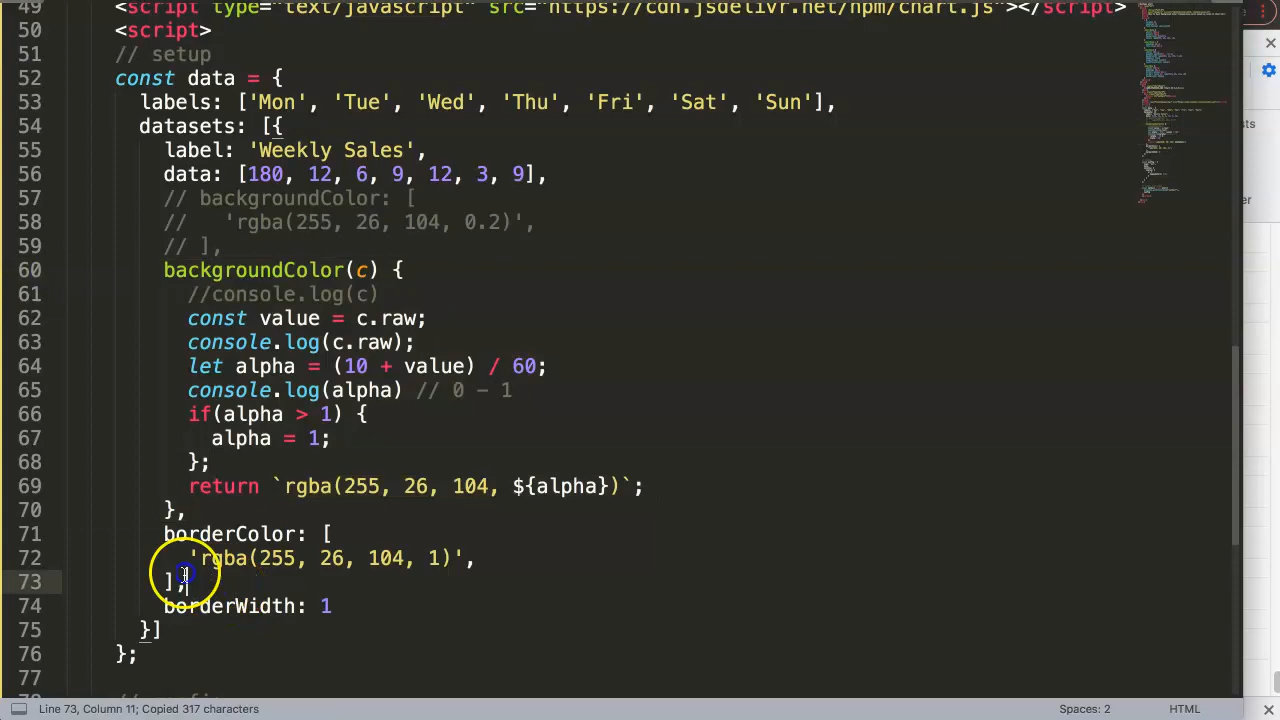 49 <script type="text/javascript" src="https://cdn.jsdelivr.net/npm/chart.js"></script>
50 <script>
51 // setup
52 const data = {
53 labels: ['Mon', 'Tue', 'Wed', 'Thu', 'Fri', 'Sat', 'Sun'],
54 datasets: [{
55 label: 'Weekly Sales',
56 data: [180, 12, 6, 9, 12, 3, 9],
57 // backgroundColor: [
58 //   'rgba(255, 26, 104, 0.2)',
59 // ],
60 backgroundColor(c) {
61 //console.log(c)
62 const value = c.raw;
63 console.log(c.raw);
64 let alpha = (10 + value) / 60;
65 console.log(alpha) // 0 - 1
66 if(alpha > 1) {
67 alpha = 1;
68 };
69 return `rgba(255, 26, 104, ${alpha})`;
70 },
71 borderColor: [
72 'rgba(255, 26, 104, 1)',
73 ],
74 borderWidth: 1
75 }]
76 };
77
Line 73, Column 11; Copied 317 characters
Spaces: 2
HTML